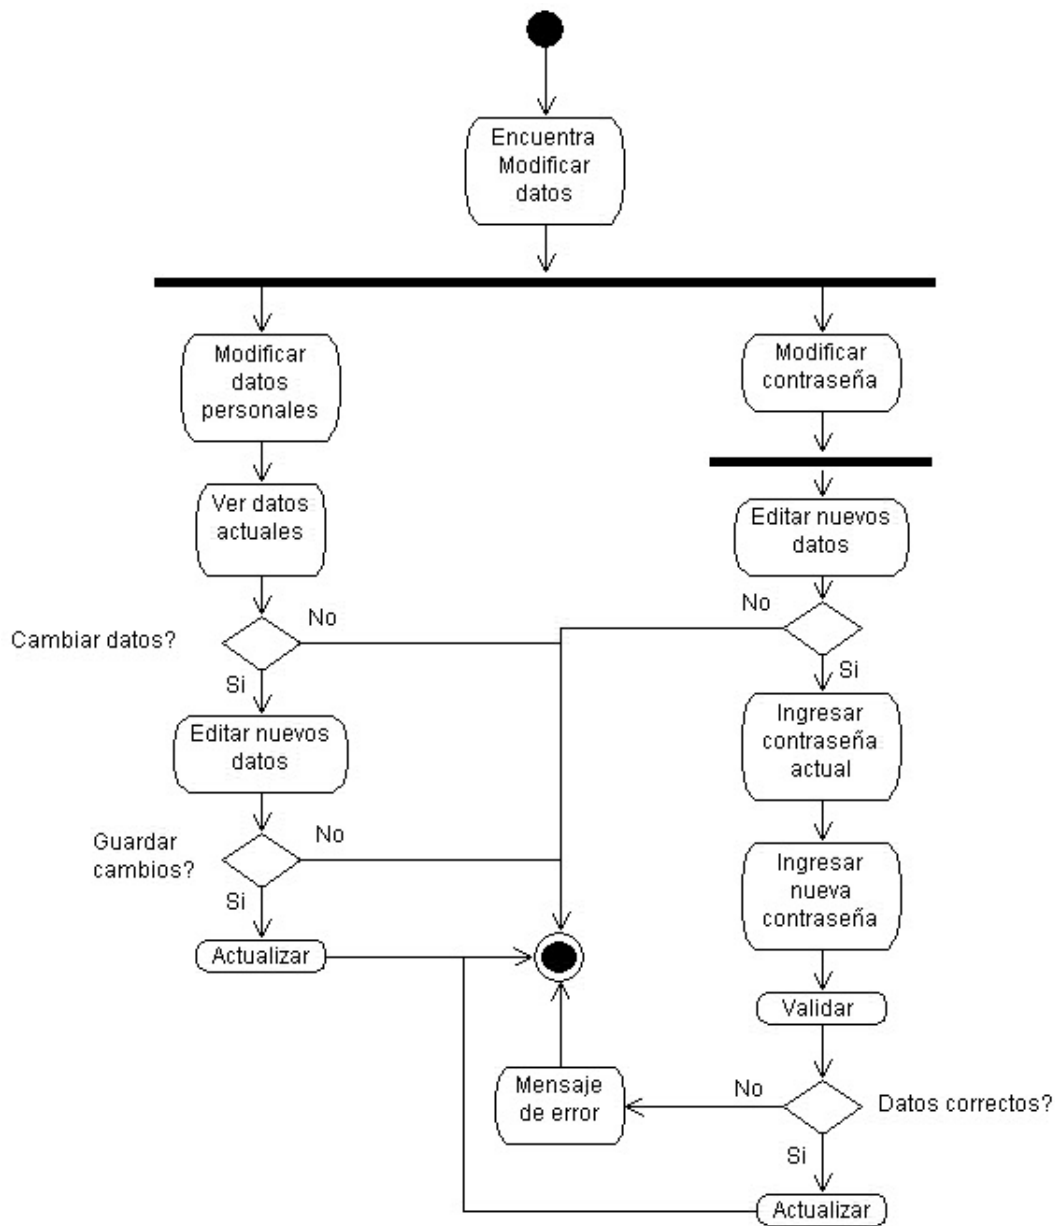 Encuentra
Modificar
datos
Modificar
datos
personales
Modificar
contraseña
Ver datos
actuales
Editar nuevos
datos
Cambiar datos?
No
Si
No
Si
Editar nuevos
datos
Ingresar
contraseña
actual
Guardar
cambios?
No
Si
Ingresar
nueva
contraseña
Actualizar
Validar
Mensaje
de error
No
Datos correctos?
Si
Actualizar